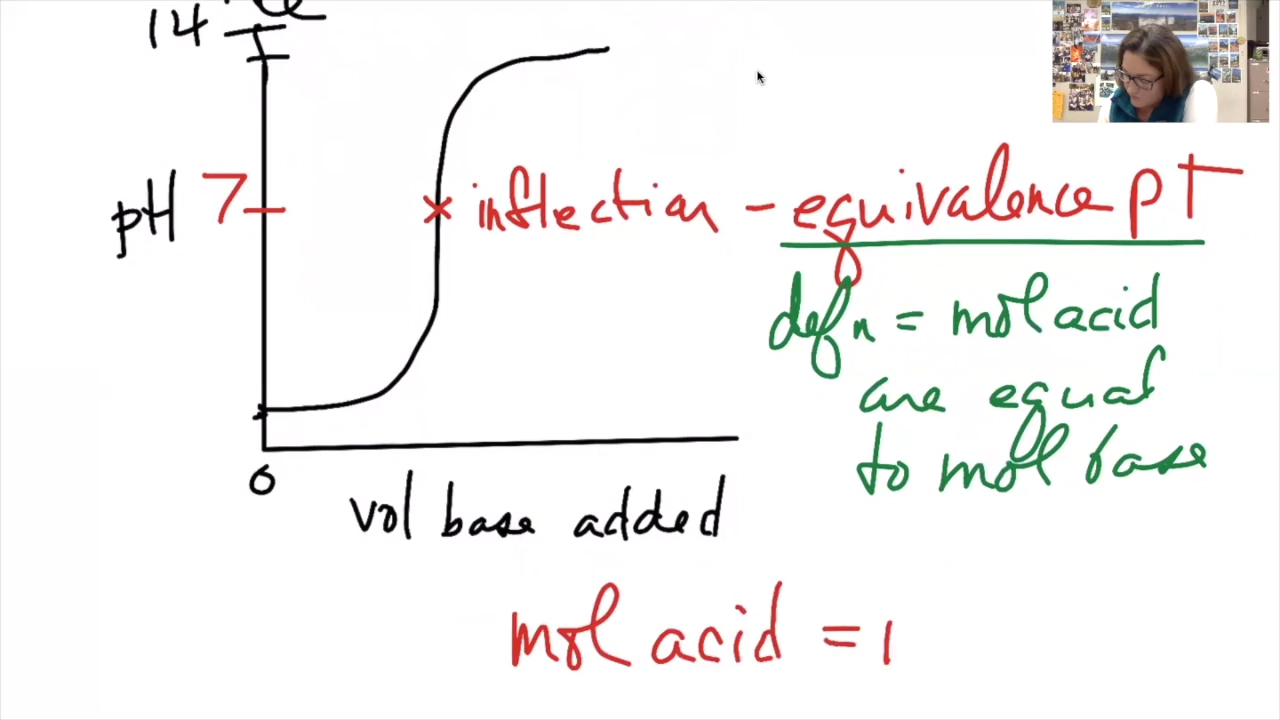 14
pH 7
inflection - equivalence pt
defn = mol acid
are equal
to mol base
0
vol base added
mol acid =